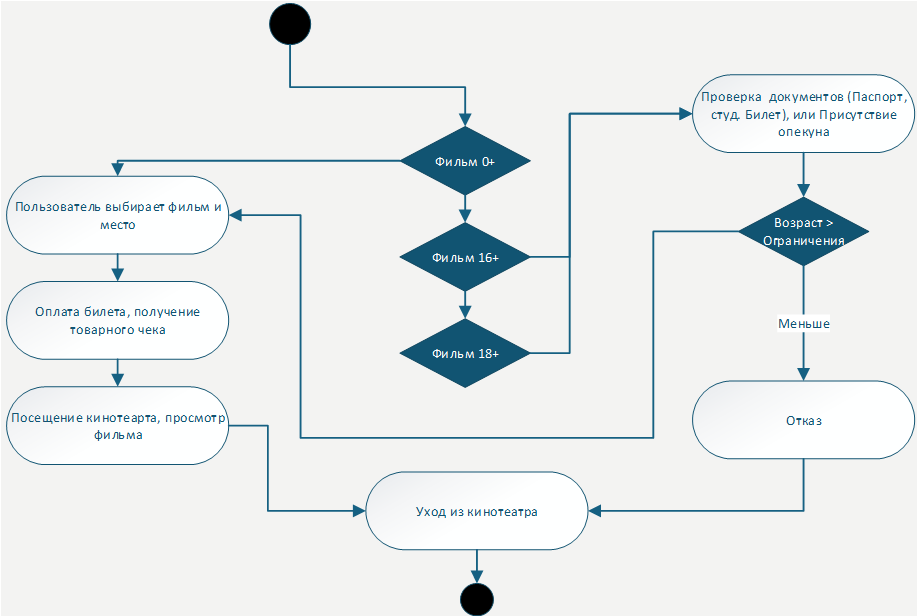 Фильм 0+
Фильм 16+
Фильм 18+
Пользователь выбирает фильм и
место
Оплата билета, получение
товарного чека
Посещение кинотеарта, просмотр
фильма
Проверка документов (Паспорт,
студ. Билет), или Присутствие
опекуна
Возраст >
Ограничения
Меньше
Отказ
Уход из кинотеатра